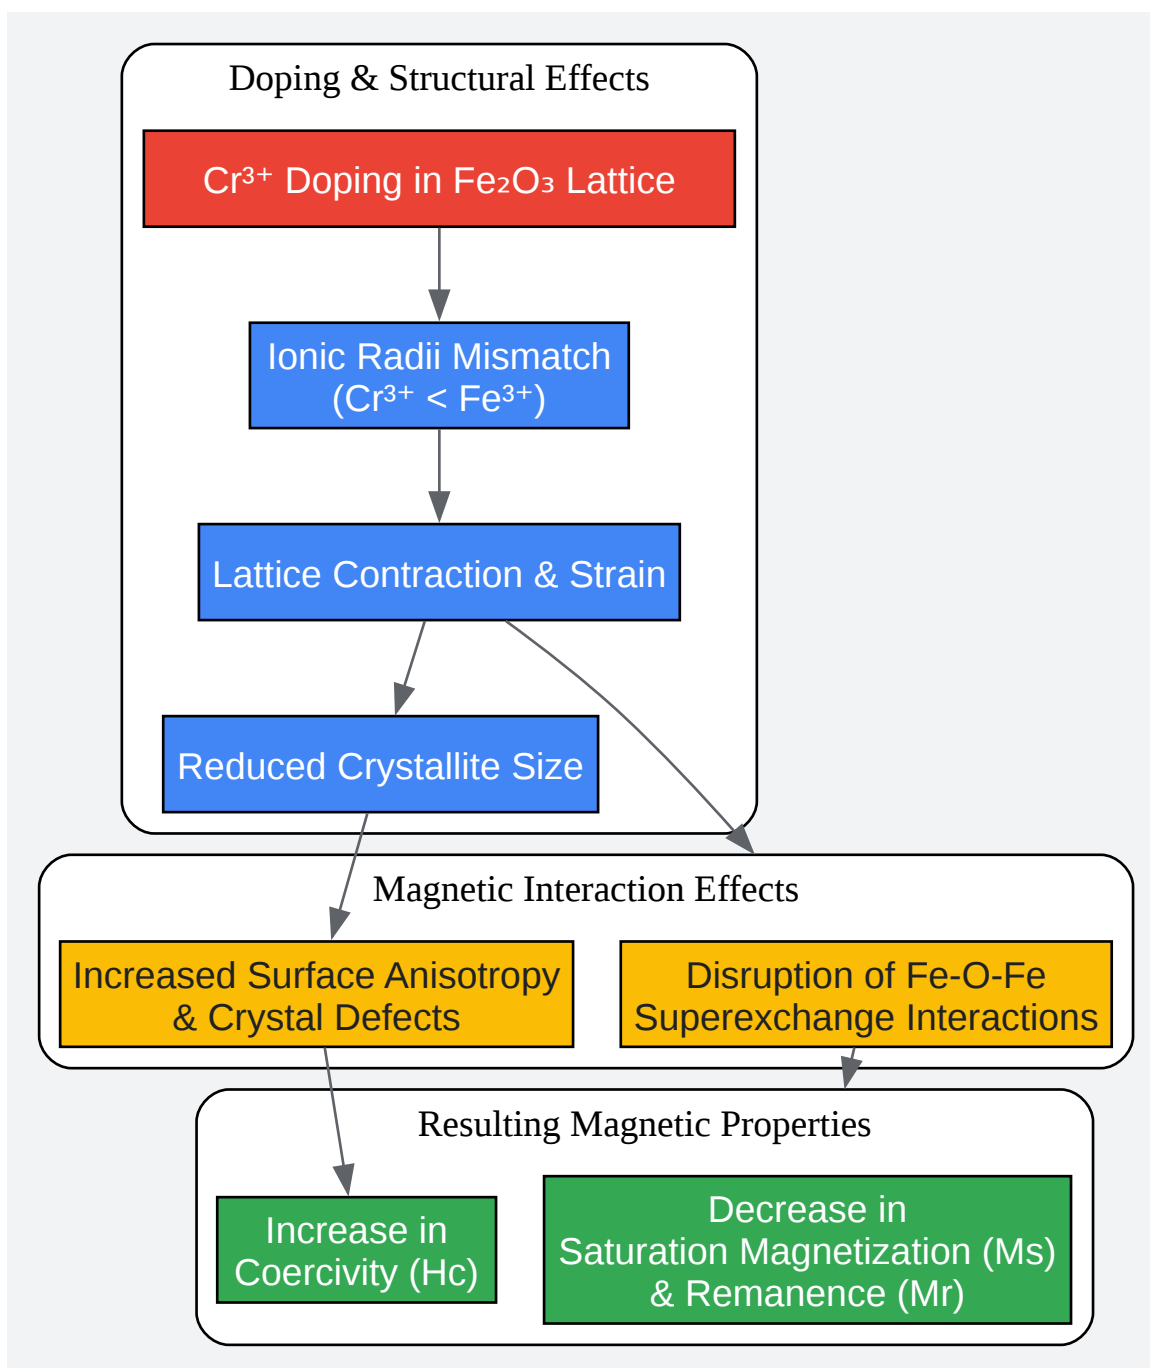 Doping & Structural Effects
Cr³⁺ Doping in Fe₂O₃ Lattice
Ionic Radii Mismatch
(Cr³⁺ < Fe³⁺)
Lattice Contraction & Strain
Reduced Crystallite Size
Magnetic Interaction Effects
Increased Surface Anisotropy
& Crystal Defects
Disruption of Fe-O-Fe
Superexchange Interactions
Resulting Magnetic Properties
Increase in
Coercivity (Hc)
Decrease in
Saturation Magnetization (Ms)
& Remanence (Mr)